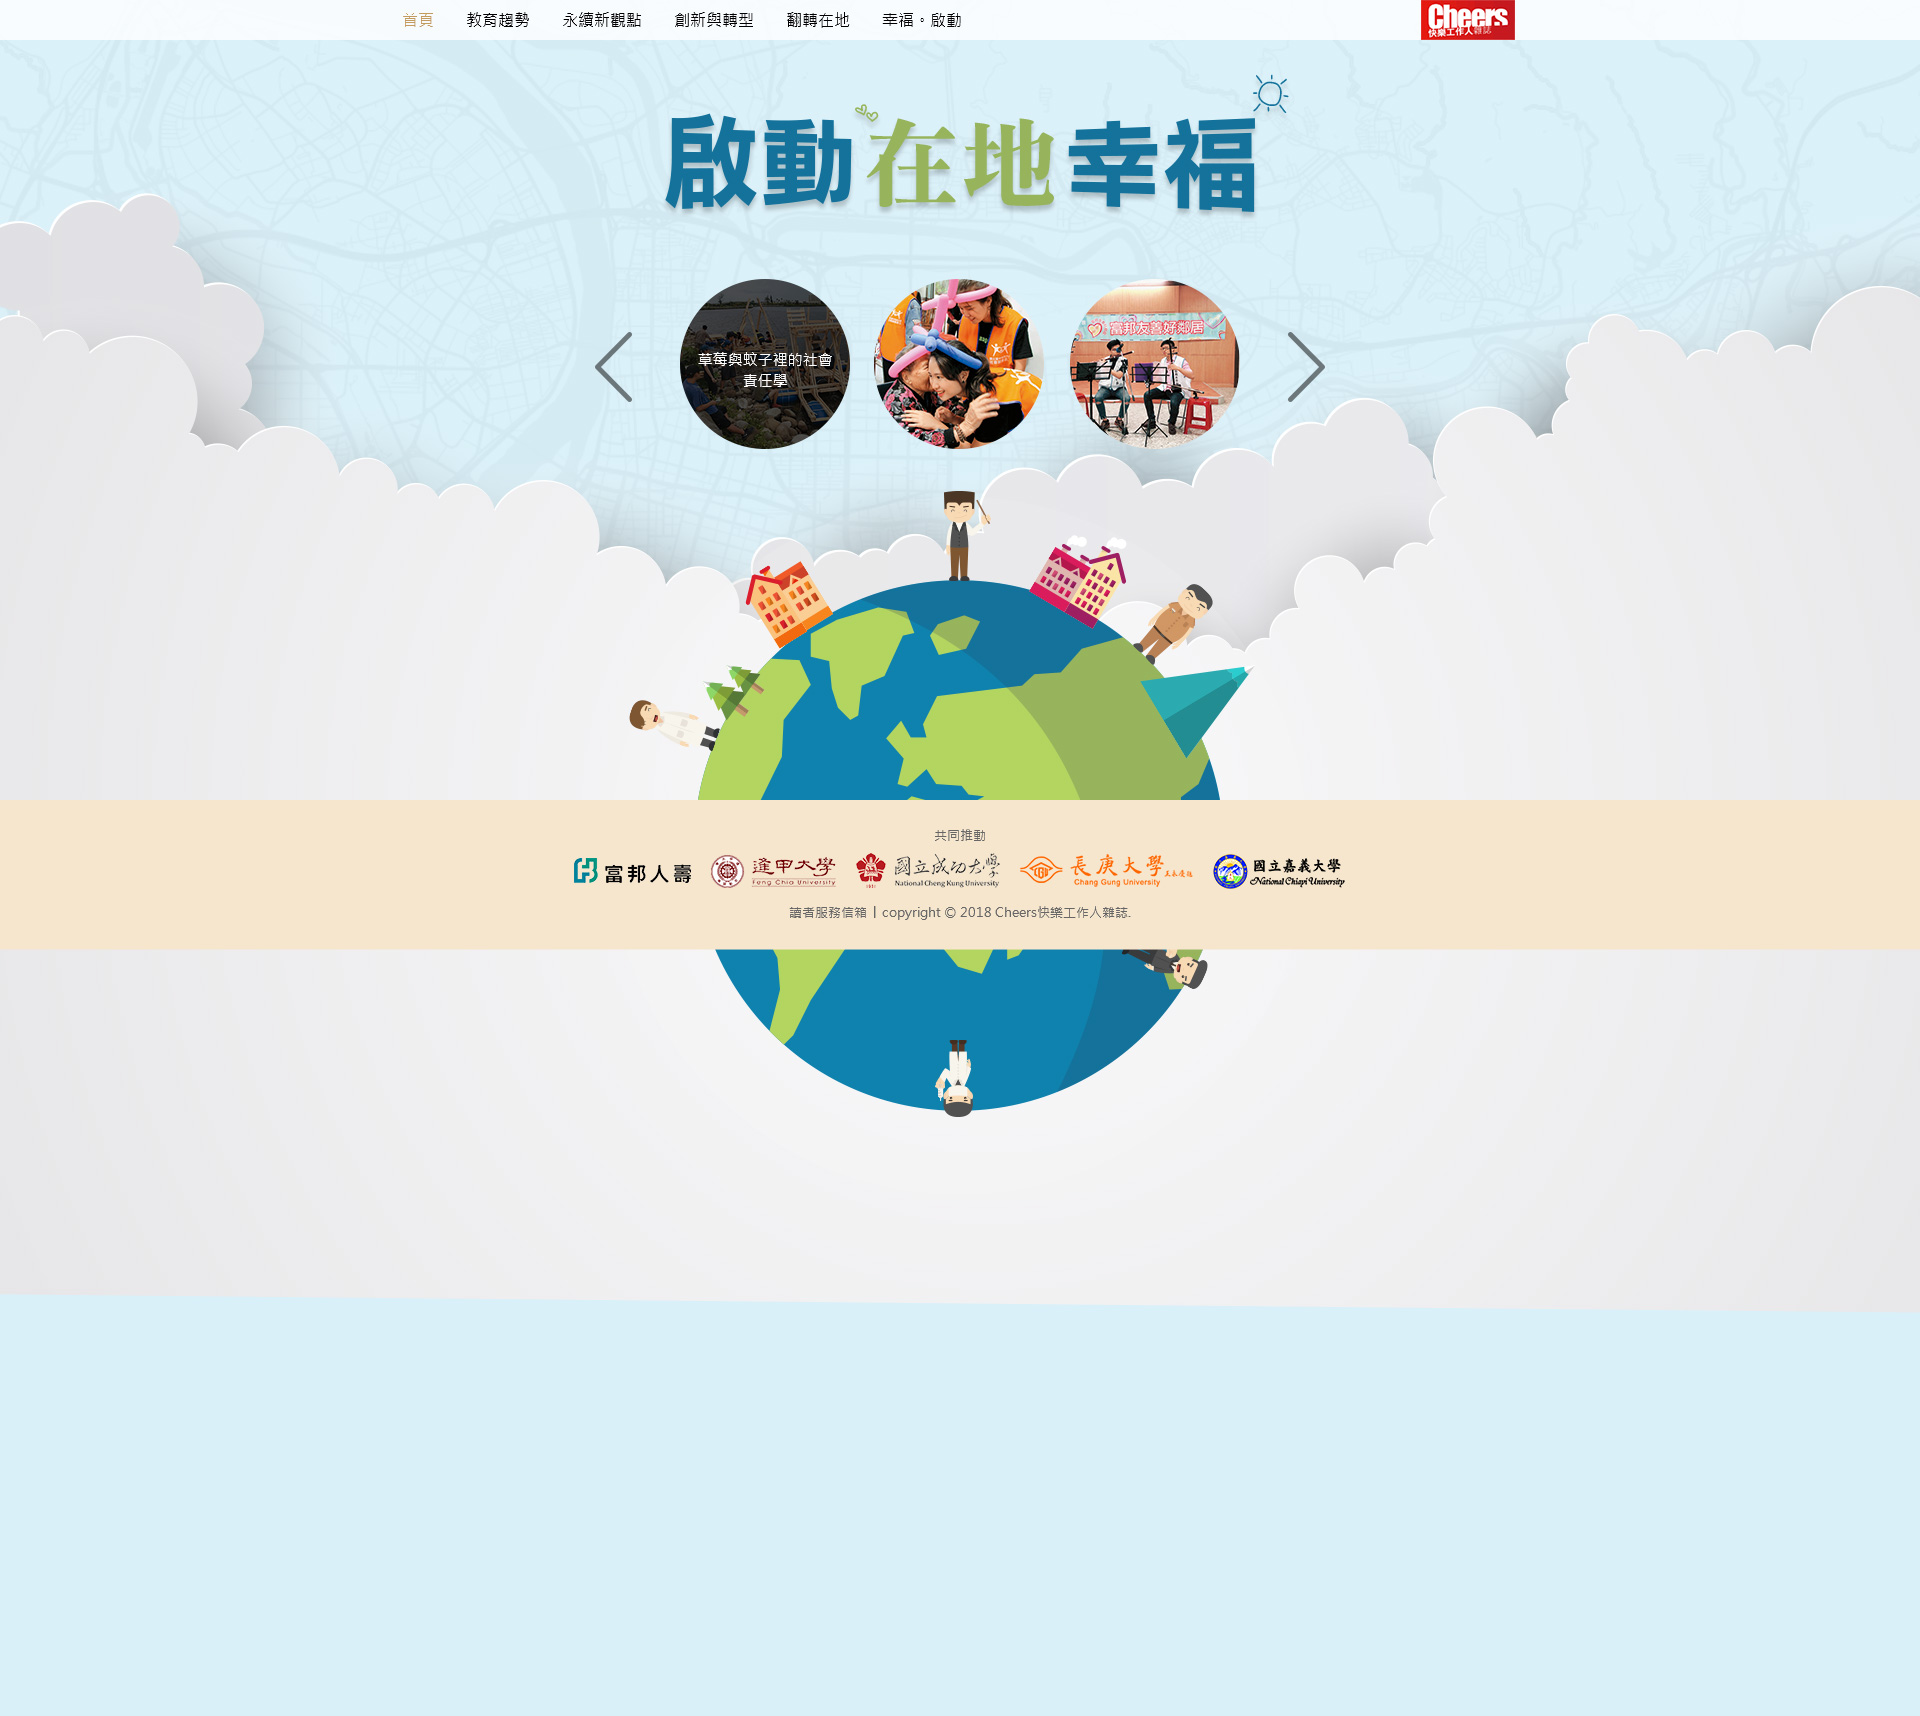 首頁 教育趨勢 永續新觀點 創新與轉型 翻轉在地 幸福。啟動
Cheers
快樂工作人雜誌
啟動在地幸福
草莓與蚊子裡的社會
責任學
富邦友善好鄰居
共同推動
富邦人壽
逢甲大學
Feng Chia University
國立成功大學
National Cheng Kung University
長庚大學
Chang Gung University
國立嘉義大學
National Chiayi University
讀者服務信箱 | copyright © 2018 Cheers快樂工作人雜誌.